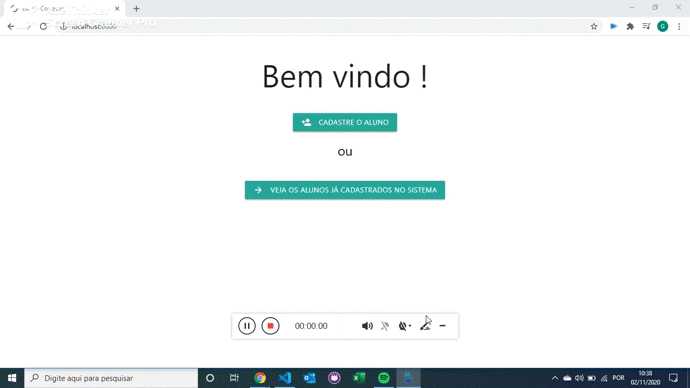 localhost:8080
G
Bem vindo !
CADASTRE O ALUNO
ou
VEJA OS ALUNOS JÁ CADASTRADOS NO SISTEMA
00:00:00
Digite aqui para pesquisar
POR
10:38
02/11/2020